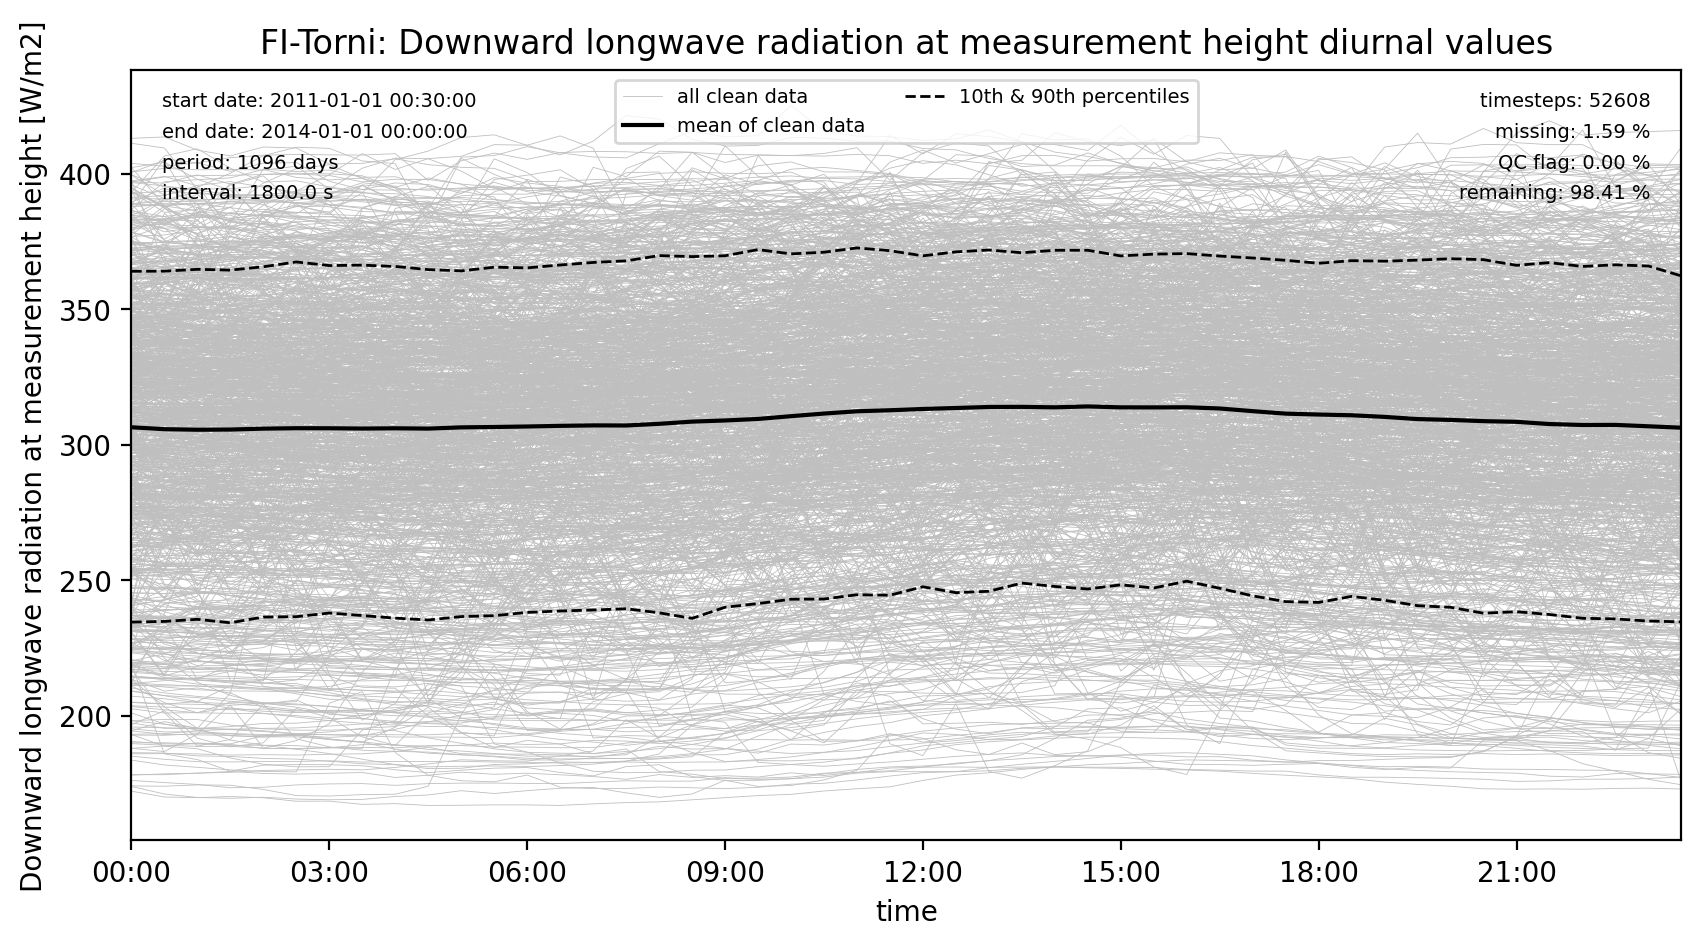 FI-Torni: Downward longwave radiation at measurement height diurnal values
start date: 2011-01-01 00:30:00
end date: 2014-01-01 00:00:00
period: 1096 days
interval: 1800.0 s
all clean data
mean of clean data
10th & 90th percentiles
timesteps: 52608
missing: 1.59 %
QC flag: 0.00 %
remaining: 98.41 %
Downward longwave radiation at measurement height [W/m2]
400
350
300
250
200
00:00 03:00 06:00 09:00 12:00 15:00 18:00 21:00
time